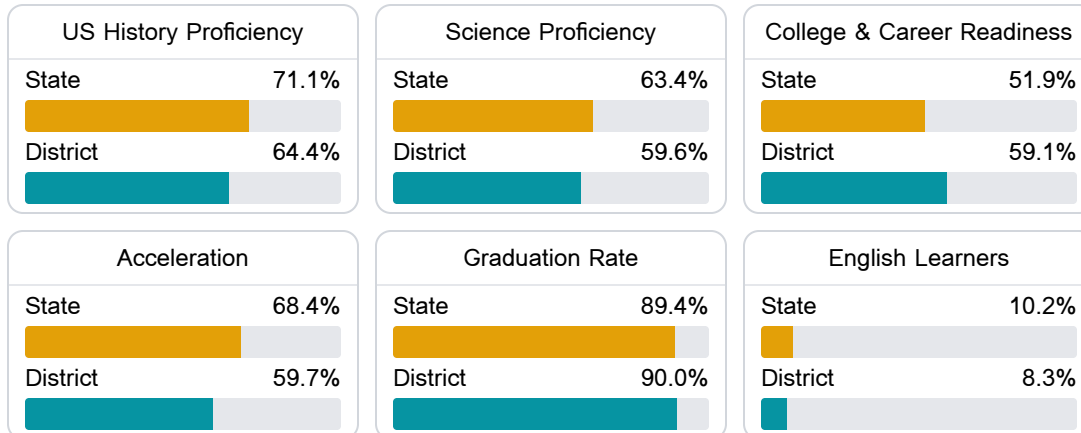 US History Proficiency
State 71.1%
District 64.4%
Science Proficiency
State 63.4%
District 59.6%
College & Career Readiness
State 51.9%
District 59.1%
Acceleration
State 68.4%
District 59.7%
Graduation Rate
State 89.4%
District 90.0%
English Learners
State 10.2%
District 8.3%